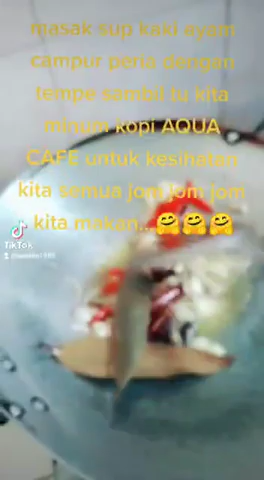 masak sup kaki ayam
campur peria dengan
tempe sambil tu kita
minum kopi AQUA
CAFE untuk kesihatan
kita semua jom jom jom
kita makan...🤗🤗🤗
TikTok